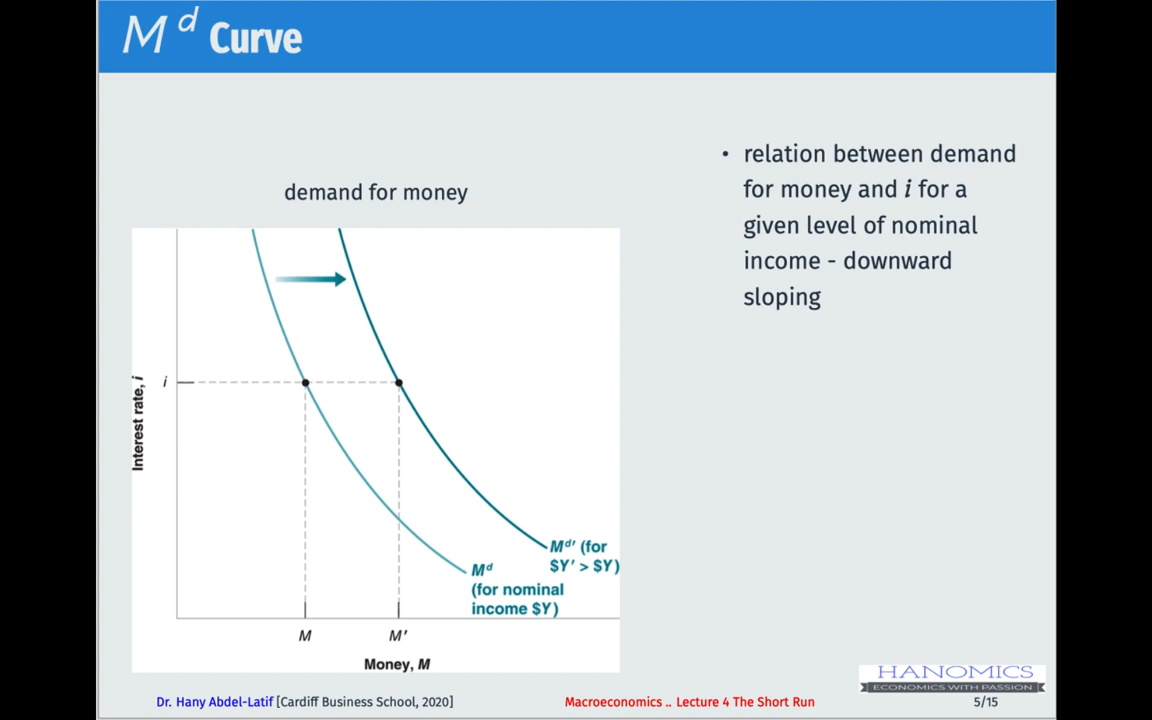 M d Curve
demand for money
• relation between demand
for money and i for a
given level of nominal
income - downward
sloping
Interest rate, i
i
Md′ (for
$Y′ > $Y)
Md
(for nominal
income $Y)
M
M′
Money, M
HANOMICS
ECONOMICS WITH PASSION
Dr. Hany Abdel-Latif [Cardiff Business School, 2020]
Macroeconomics .. Lecture 4 The Short Run
5/15